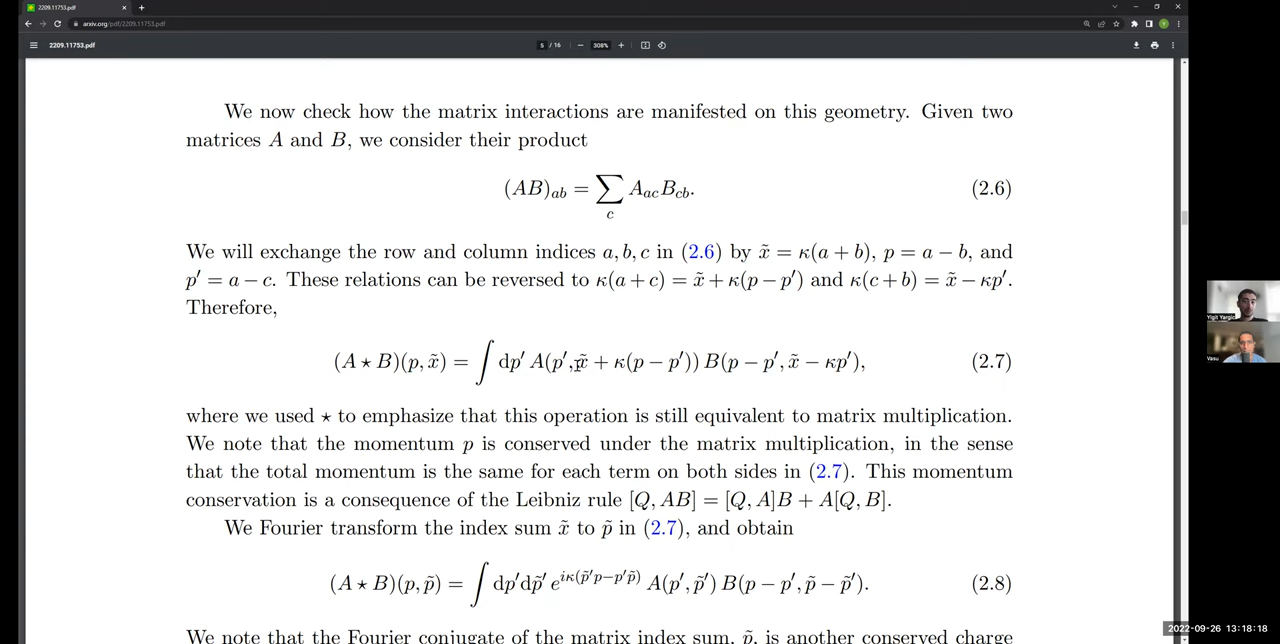 2209.11753.pdf
arxiv.org/pdf/2209.11753.pdf
2209.11753.pdf
5 / 16
308%
We now check how the matrix interactions are manifested on this geometry. Given two
matrices A and B, we consider their product
(AB)_{ab} = ∑_c A_{ac}B_{cb}. (2.6)
We will exchange the row and column indices a, b, c in (2.6) by x̃ = κ(a + b), p = a − b, and
p′ = a − c. These relations can be reversed to κ(a + c) = x̃ + κ(p − p′) and κ(c + b) = x̃ − κp′.
Therefore,
(A ⋆ B)(p, x̃) = ∫ dp′ A(p′, x̃ + κ(p − p′)) B(p − p′, x̃ − κp′), (2.7)
where we used ⋆ to emphasize that this operation is still equivalent to matrix multiplication.
We note that the momentum p is conserved under the matrix multiplication, in the sense
that the total momentum is the same for each term on both sides in (2.7). This momentum
conservation is a consequence of the Leibniz rule [Q, AB] = [Q, A]B + A[Q, B].
We Fourier transform the index sum x̃ to p̃ in (2.7), and obtain
(A ⋆ B)(p, p̃) = ∫ dp′dp̃′ e^{iκ(p̃′p−p′p̃)} A(p′, p̃′) B(p − p′, p̃ − p̃′). (2.8)
We note that the Fourier conjugate of the matrix index sum, p̃, is another conserved charge
Yigit Yargic
Vasu
2022-09-26 13:18:18